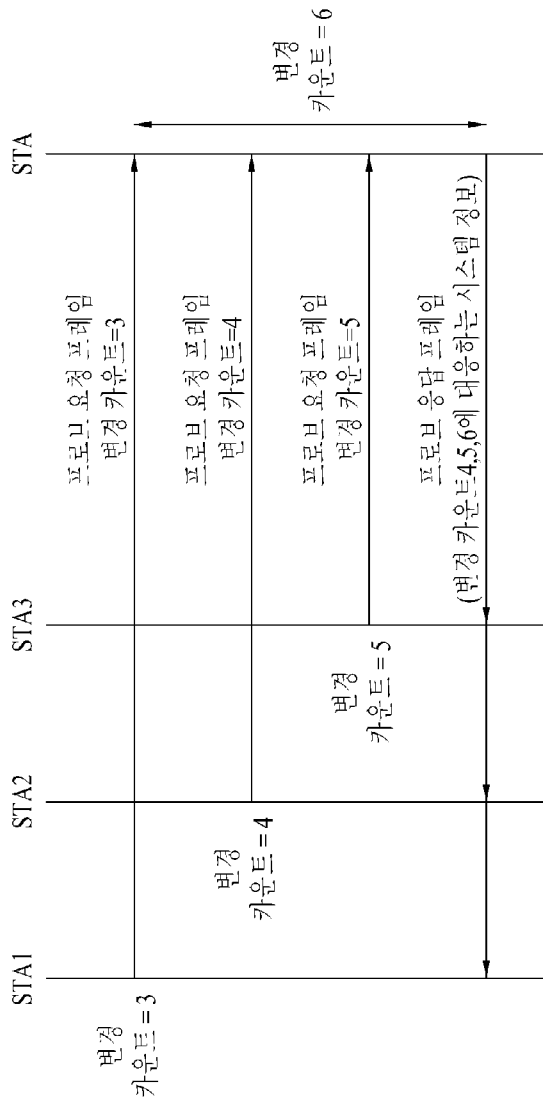 STA1
STA2
STA3
STA
변경
카운트 = 3
프로브 요청 프레임
변경 카운트=3
변경
카운트 = 4
프로브 요청 프레임
변경 카운트=4
변경
카운트 = 5
프로브 요청 프레임
변경 카운트=5
변경
카운트 = 6
프로브 응답 프레임
(변경 카운트4,5,6에 대응하는 시스템 정보)